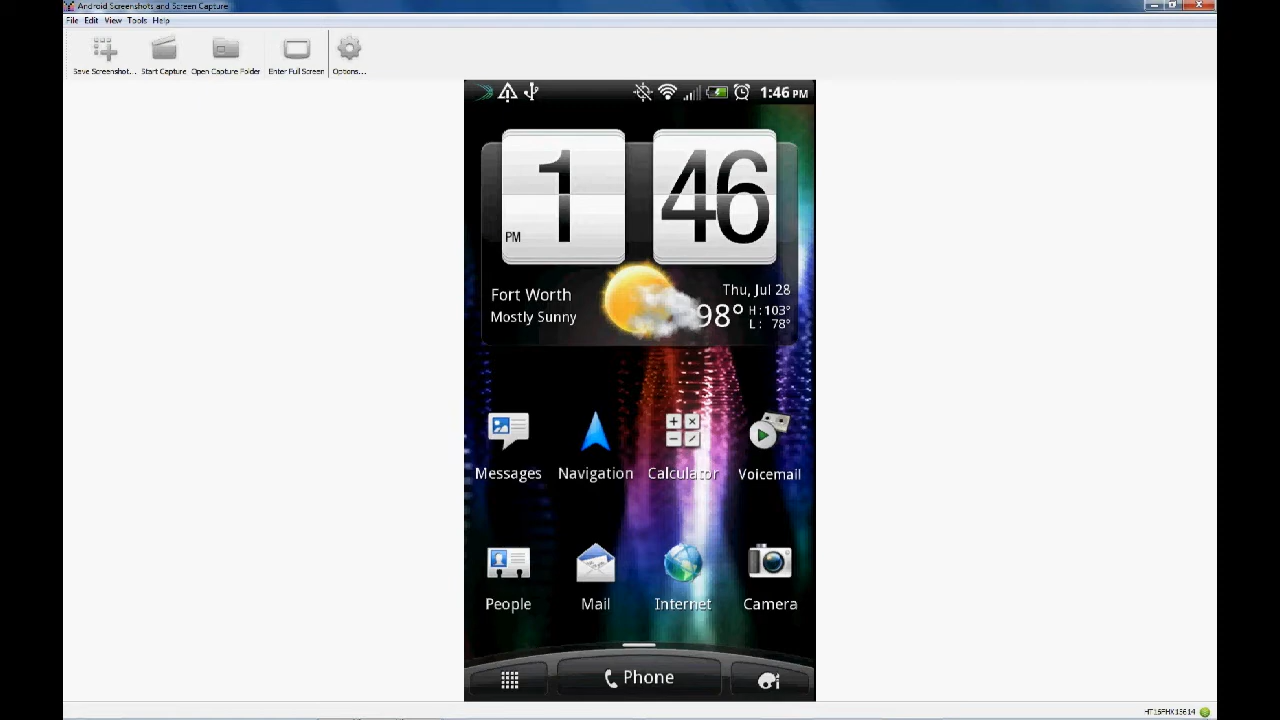 Android Screenshots and Screen Capture
File Edit View Tools Help
Save Screenshot... Start Capture Open Capture Folder Enter Full Screen Options...
1:46 PM
1 46
PM
Fort Worth
Mostly Sunny
Thu, Jul 28
98° H: 103°
L: 78°
Messages Navigation Calculator Voicemail
People Mail Internet Camera
Phone